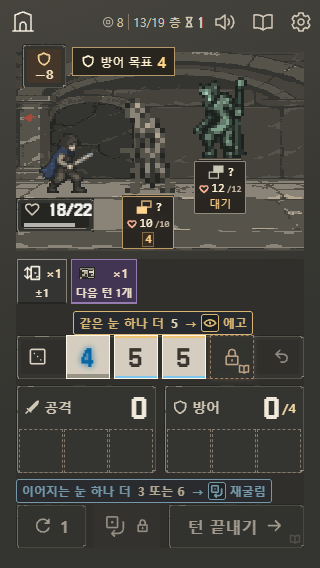 8 | 13/19 층 1
-8
방어 목표 4
?
12/12
대기
?
10/10
4
18/22
×1
±1
×1
다음 턴 1개
같은 눈 하나 더 5 → 예고
4 5 5
공격 0
방어 0/4
이어지는 눈 하나 더 3 또는 6 → 재굴림
1
턴 끝내기 →